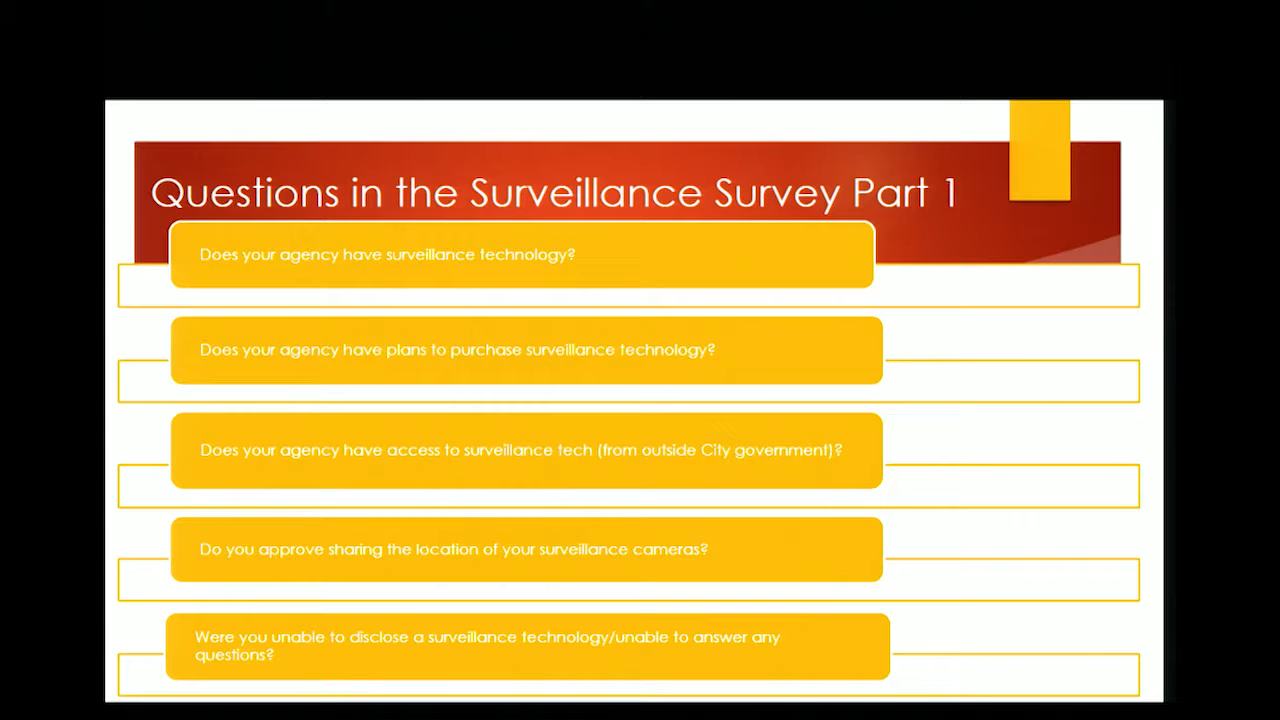 Questions in the Surveillance Survey Part 1
Does your agency have surveillance technology?
Does your agency have plans to purchase surveillance technology?
Does your agency have access to surveillance tech (from outside City government)?
Do you approve sharing the location of your surveillance cameras?
Were you unable to disclose a surveillance technology/unable to answer any
questions?